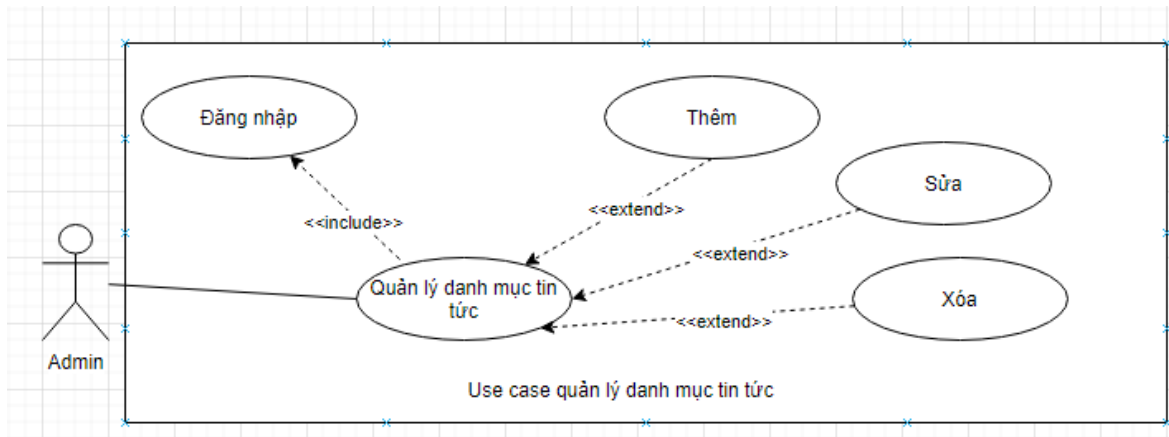 Đăng nhập
Thêm
Sửa
<<include>>
<<extend>>
<<extend>>
Quản lý danh mục tin
tức
Xóa
<<extend>>
Admin
Use case quản lý danh mục tin tức